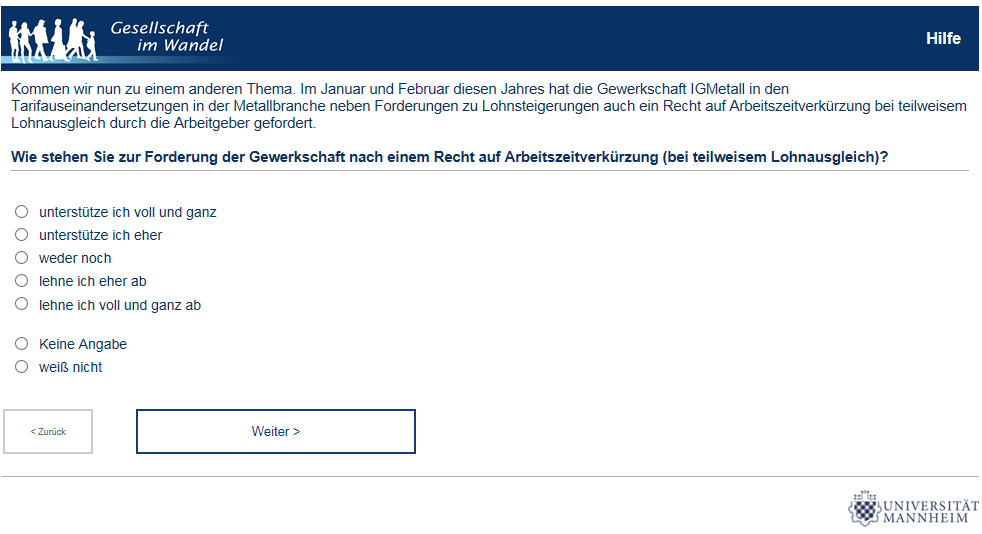 Gesellschaft
im Wandel
Hilfe
Kommen wir nun zu einem anderen Thema. Im Januar und Februar diesen Jahres hat die Gewerkschaft IGMetall in den
Tarifauseinandersetzungen in der Metallbranche neben Forderungen zu Lohnsteigerungen auch ein Recht auf Arbeitszeitverkürzung bei teilweisem
Lohnausgleich durch die Arbeitgeber gefordert.
Wie stehen Sie zur Forderung der Gewerkschaft nach einem Recht auf Arbeitszeitverkürzung (bei teilweisem Lohnausgleich)?
unterstütze ich voll und ganz
unterstütze ich eher
weder noch
lehne ich eher ab
lehne ich voll und ganz ab
Keine Angabe
weiß nicht
< Zurück
Weiter >
UNIVERSITÄT
MANNHEIM